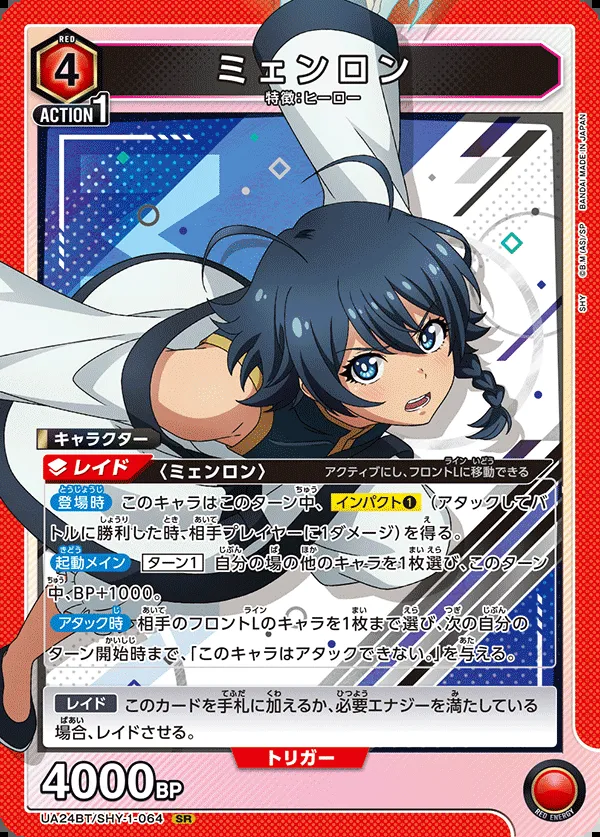 RED
4
ミェンロン
ACTION 1
特徴:ヒーロー
SHY ©B.M(AS)/SP BANDAI MADE IN JAPAN
キャラクター
レイド 〈ミェンロン〉 アクティブにし、フロントLに移動できる
登場時 このキャラはこのターン中、インパクト❶（アタックしてバ
トルに勝利した時、相手プレイヤーに1ダメージ）を得る。
起動メイン ターン1 自分の場の他のキャラを1枚選び、このターン
中、BP+1000。
アタック時 相手のフロントLのキャラを1枚まで選び、次の自分の
ターン開始時まで、「このキャラはアタックできない。」を与える。
レイド このカードを手札に加えるか、必要エナジーを満たしている
場合、レイドさせる。
トリガー
4000BP
UA24BT/SHY-1-064 SR
RED ENERGY